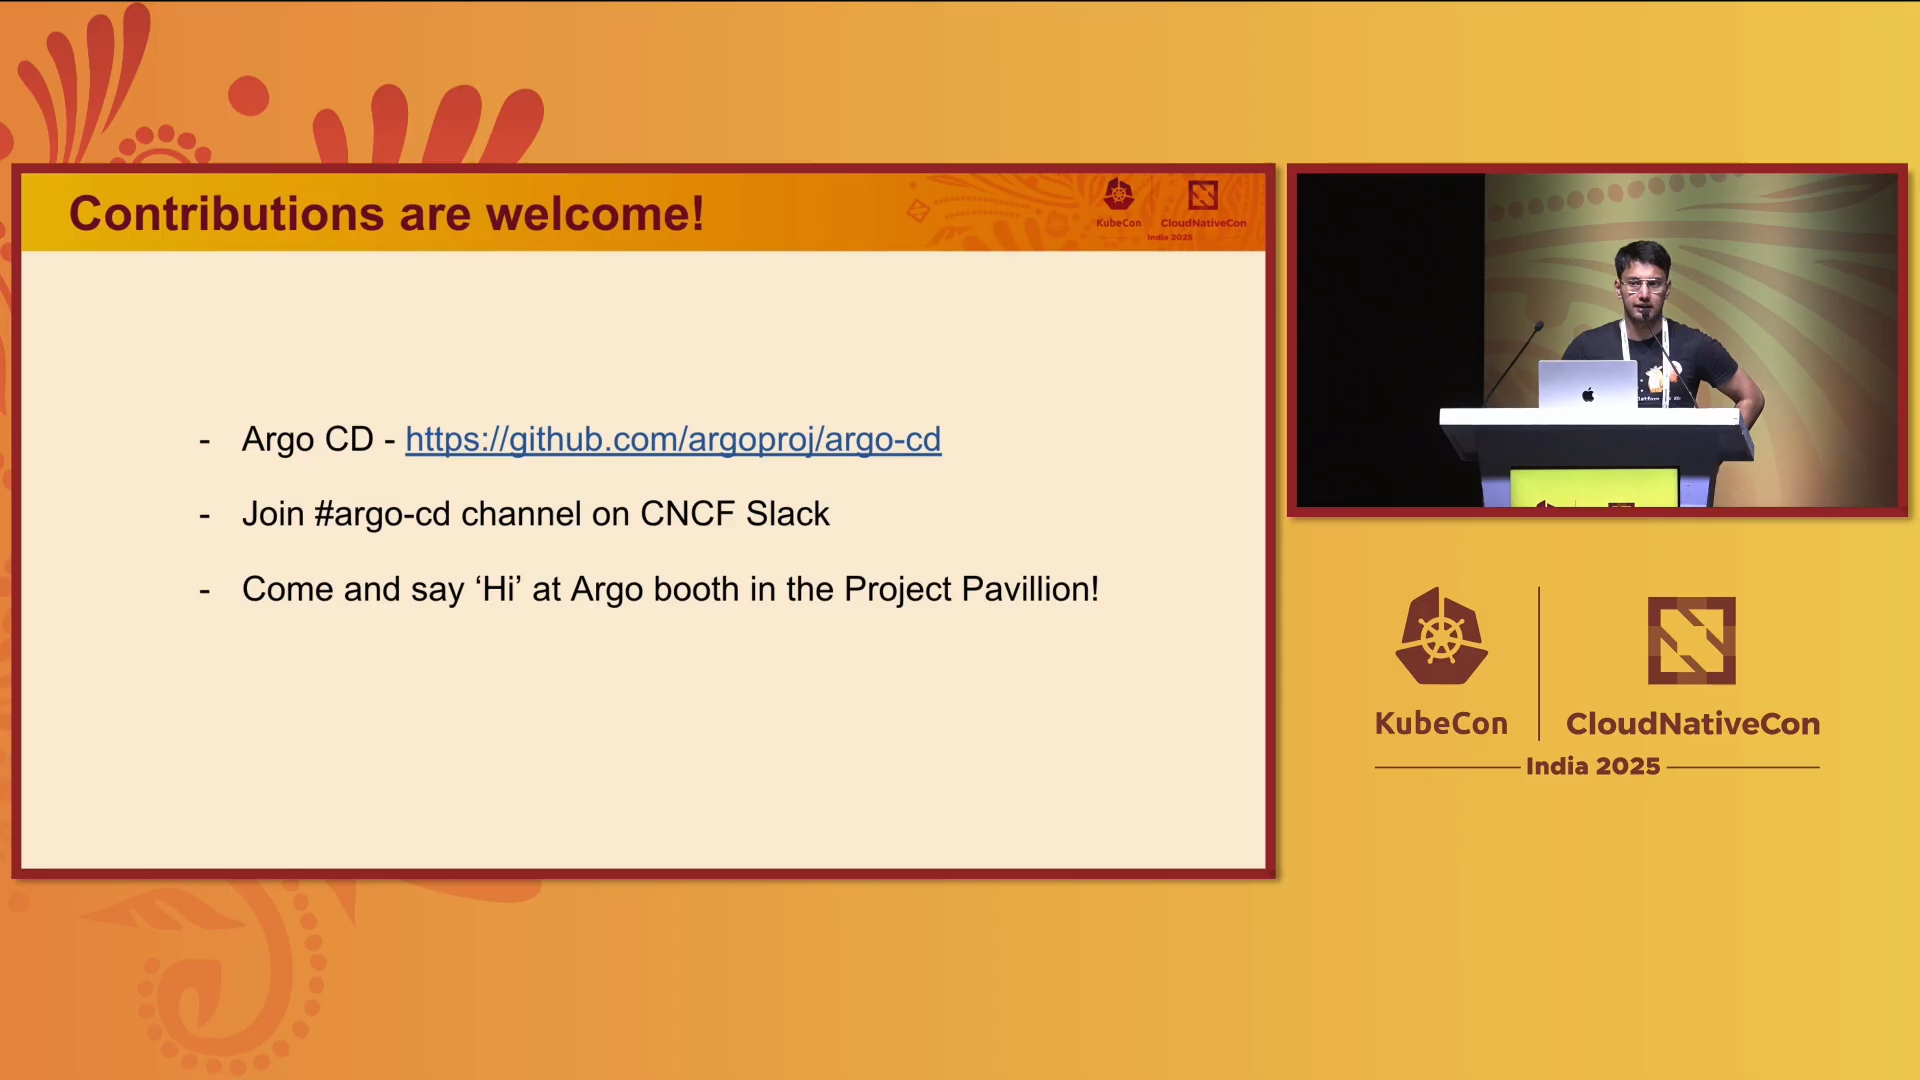 Contributions are welcome!
KubeCon
CloudNativeCon
India 2025
- Argo CD - https://github.com/argoproj/argo-cd
- Join #argo-cd channel on CNCF Slack
- Come and say ‘Hi’ at Argo booth in the Project Pavillion!
KubeCon
CloudNativeCon
India 2025